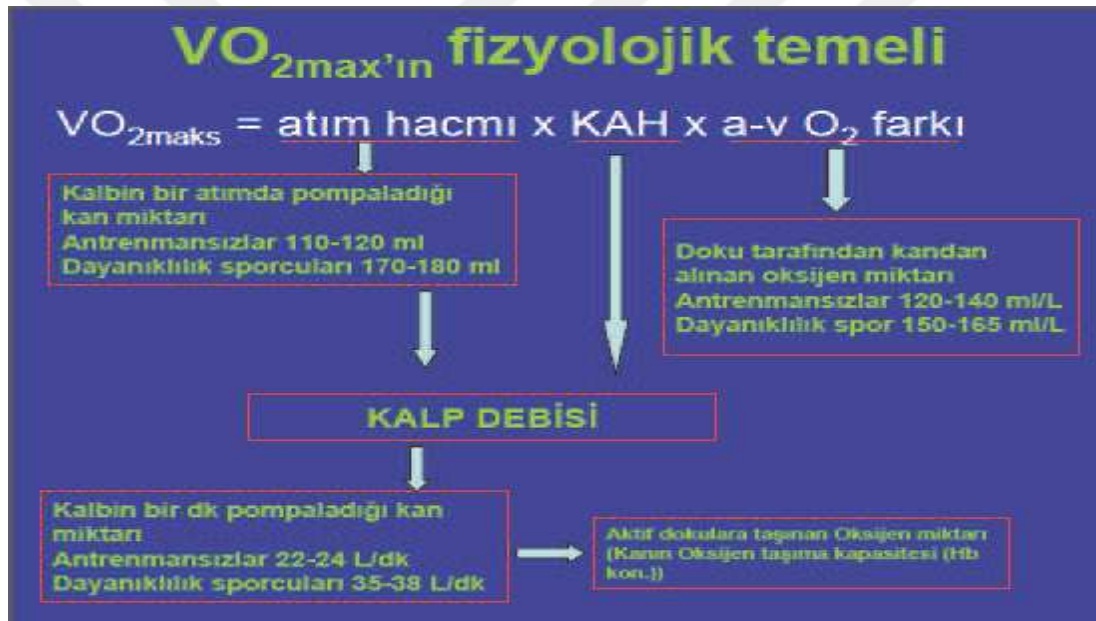 VO2max'ın fizyolojik temeli
VO2maks = atım hacmı x KAH x a-v O2 farkı
Kalbin bir atımda pompaladığı
kan miktarı
Antrenmansızlar 110-120 ml
Dayanıklılık sporcuları 170-180 ml
Doku tarafından kandan
alınan oksijen miktarı
Antrenmansızlar 120-140 ml/L
Dayanıklılık spor 150-165 ml/L
KALP DEBİSİ
Kalbin bir dk pompaladığı kan
miktarı
Antrenmansızlar 22-24 L/dk
Dayanıklılık sporcuları 35-38 L/dk
Aktif dokulara taşınan Oksijen miktarı
(Kanın Oksijen taşıma kapasitesi (Hb
kon.))